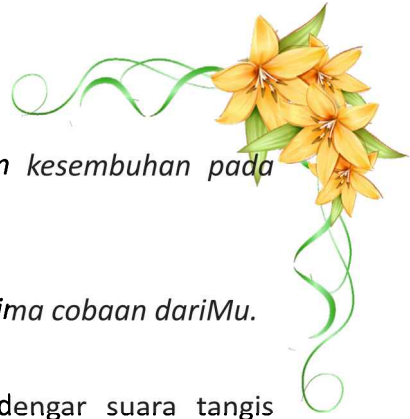 n kesembuhan pada
ima cobaan dariMu.
dengar suara tangis